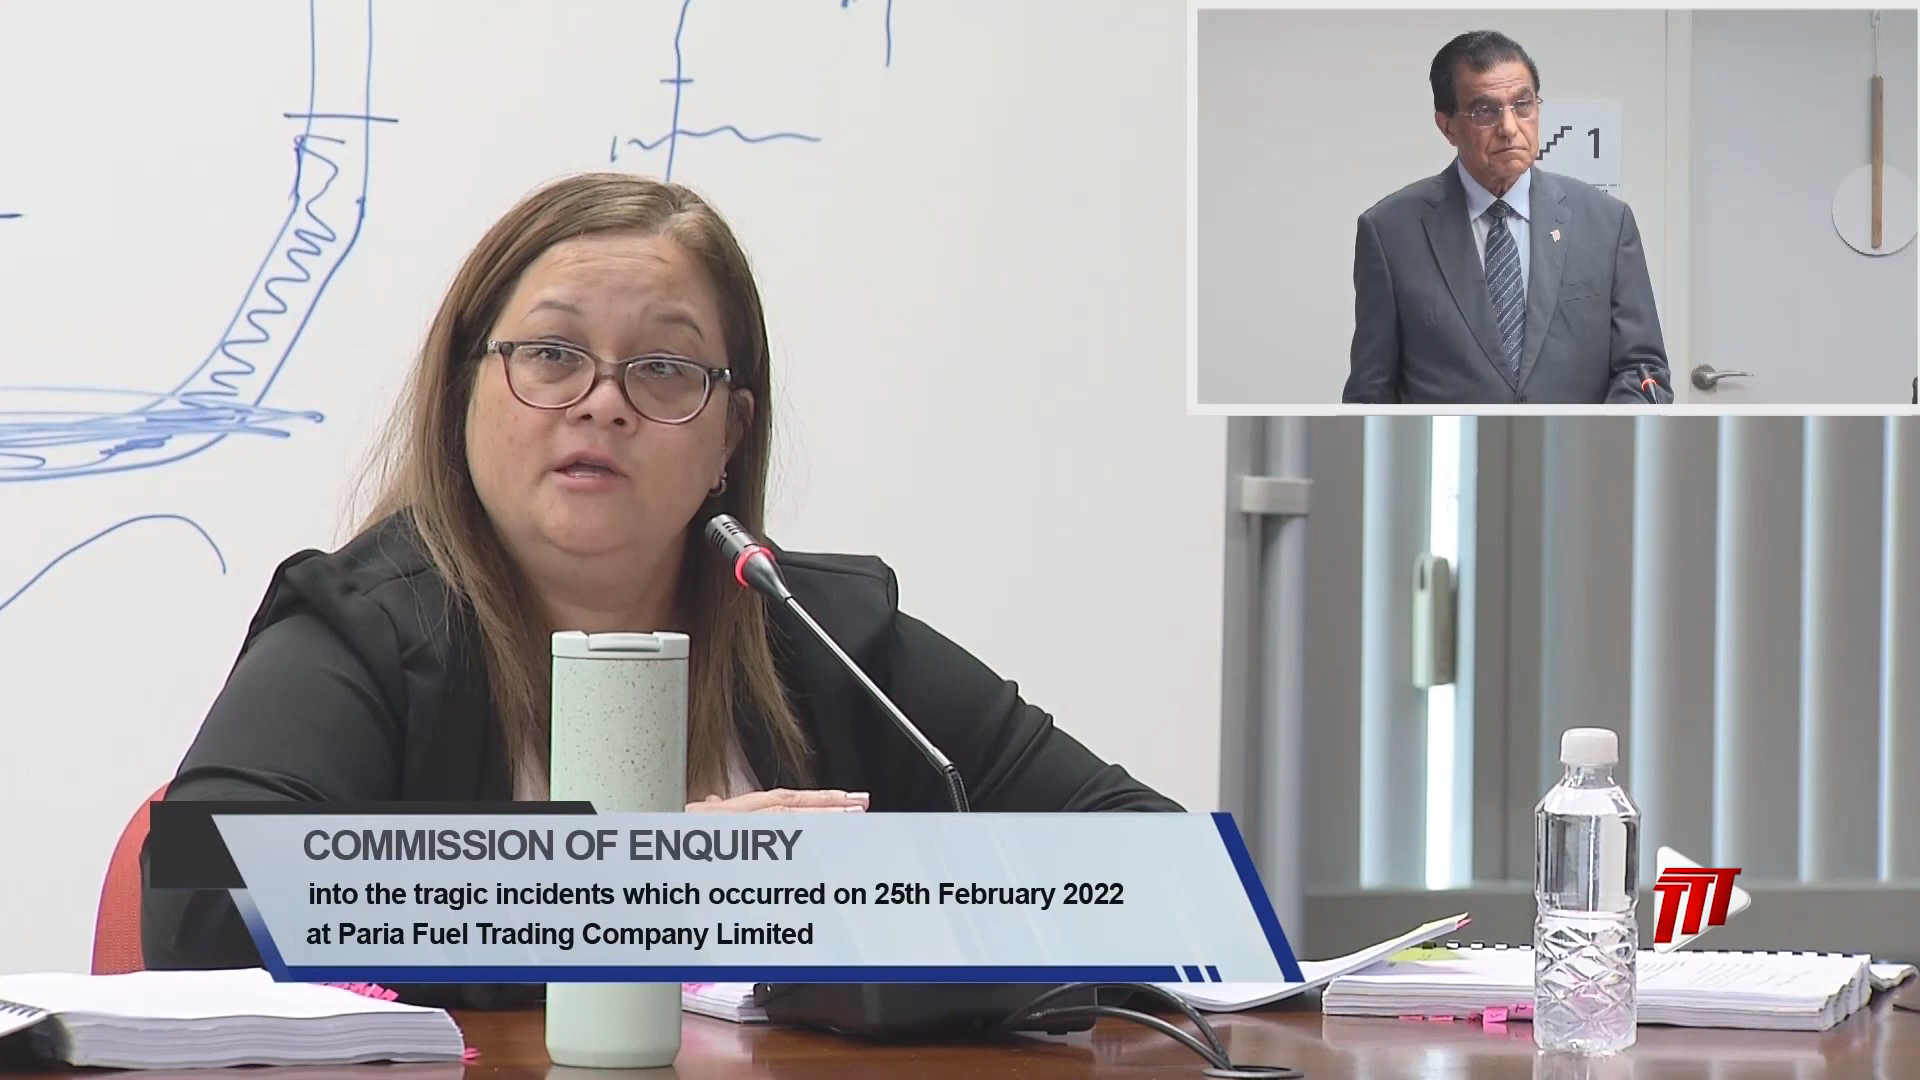 1
COMMISSION OF ENQUIRY
into the tragic incidents which occurred on 25th February 2022
at Paria Fuel Trading Company Limited
TTT